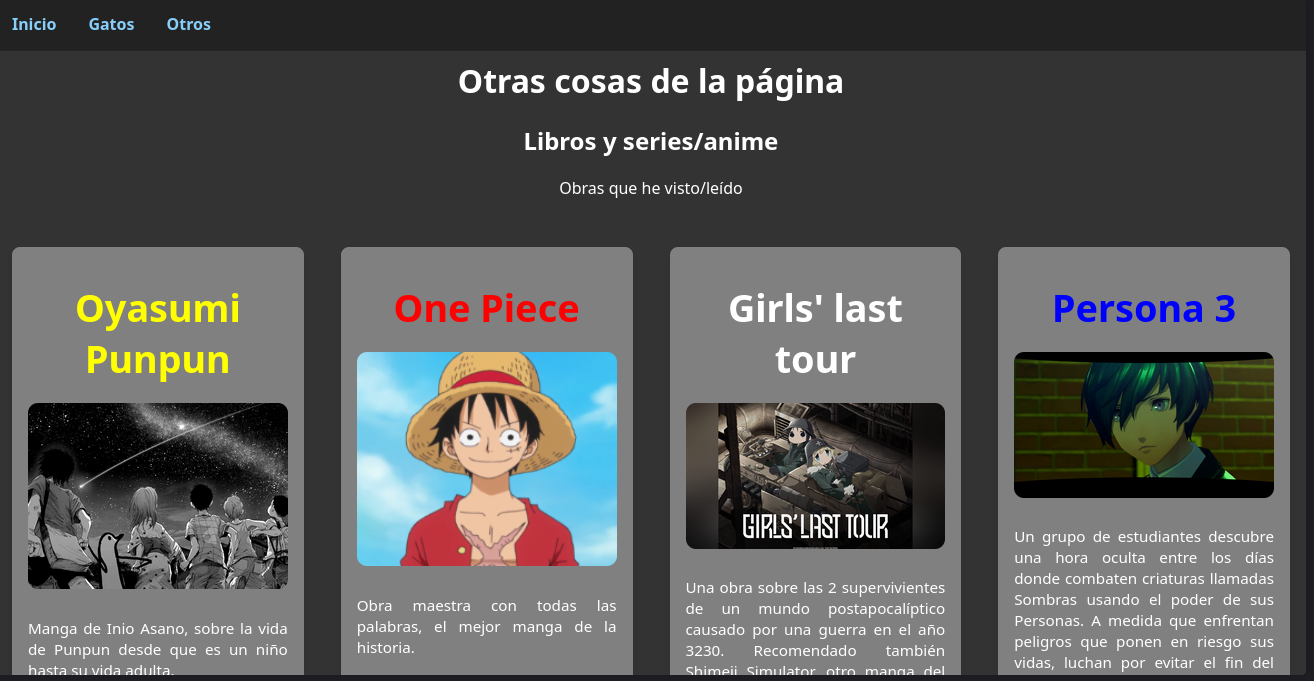 Inicio Gatos Otros
Otras cosas de la página
Libros y series/anime
Obras que he visto/leído
Oyasumi
Punpun
Manga de Inio Asano, sobre la vida
de Punpun desde que es un niño
hasta su vida adulta.
One Piece
Obra maestra con todas las
palabras, el mejor manga de la
historia.
Girls' last
tour
GIRLS' LAST TOUR
Una obra sobre las 2 supervivientes
de un mundo postapocalíptico
causado por una guerra en el año
3230. Recomendado también
Shimeji Simulator, otro manga del
Persona 3
Un grupo de estudiantes descubre
una hora oculta entre los días
donde combaten criaturas llamadas
Sombras usando el poder de sus
Personas. A medida que enfrentan
peligros que ponen en riesgo sus
vidas, luchan por evitar el fin del